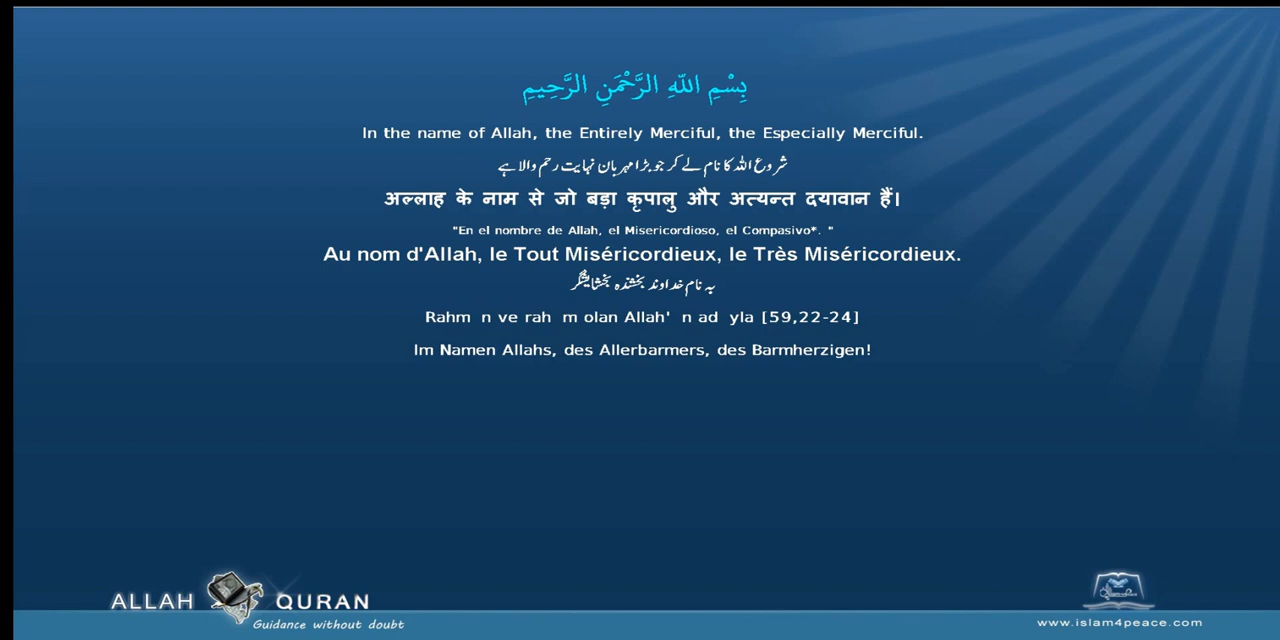 بِسْمِ اللّهِ الرَّحْمَنِ الرَّحِيمِ
In the name of Allah, the Entirely Merciful, the Especially Merciful.
شروع اللہ کا نام لے کر جو بڑا مہربان نہایت رحم والا ہے
अल्लाह के नाम से जो बड़ा कृपालु और अत्यन्त दयावान हैं।
"En el nombre de Allah, el Misericordioso, el Compasivo*. "
Au nom d'Allah, le Tout Miséricordieux, le Très Miséricordieux.
به نام خداوند بخشنده بخشایشگر
Rahm n ve rah m olan Allah' n ad yla [59,22-24]
Im Namen Allahs, des Allerbarmers, des Barmherzigen!
ALLAH QURAN
Guidance without doubt
www.islam4peace.com